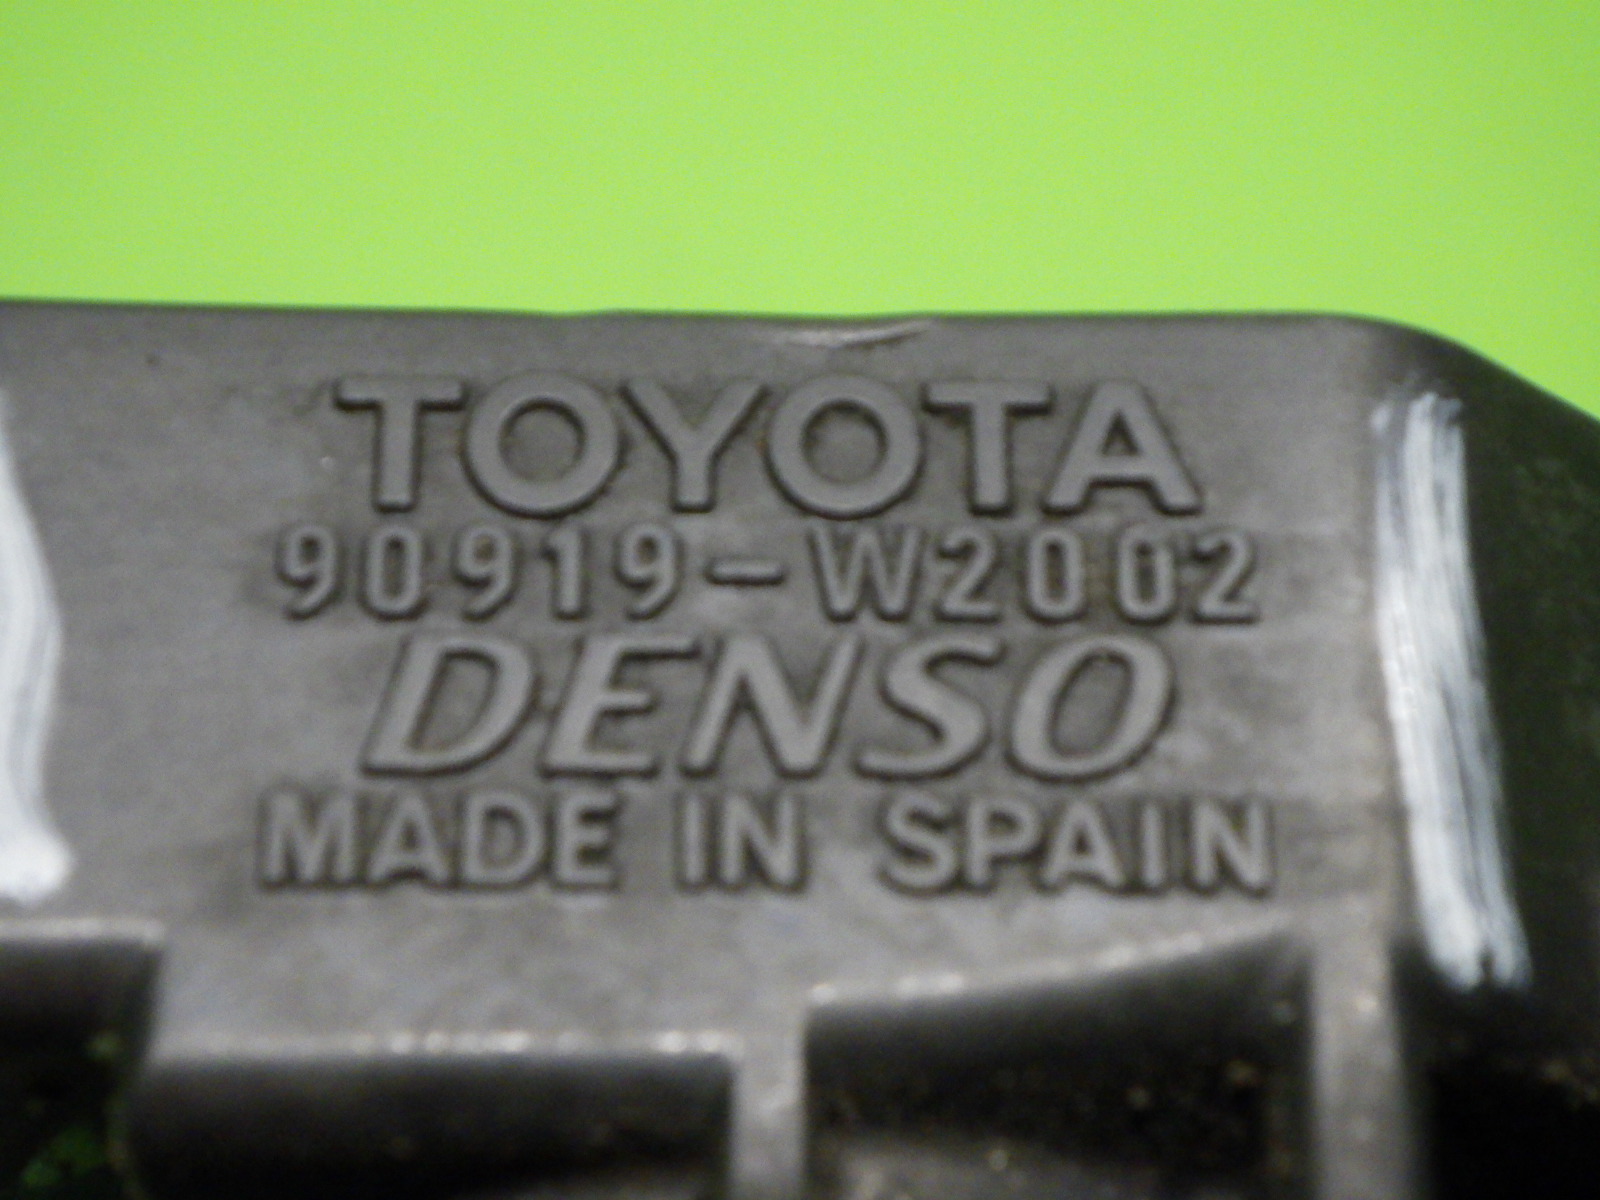 TOYOTA
90919-W2002
DENSO
MADE IN SPAIN